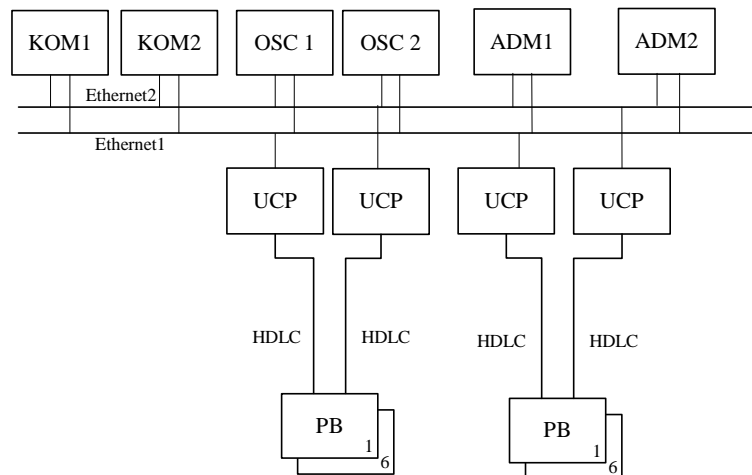 KOM1
KOM2
OSC 1
OSC 2
ADM1
ADM2
Ethernet2
Ethernet1
UCP
UCP
UCP
UCP
HDLC
HDLC
HDLC
HDLC
PB
1
6
PB
1
6